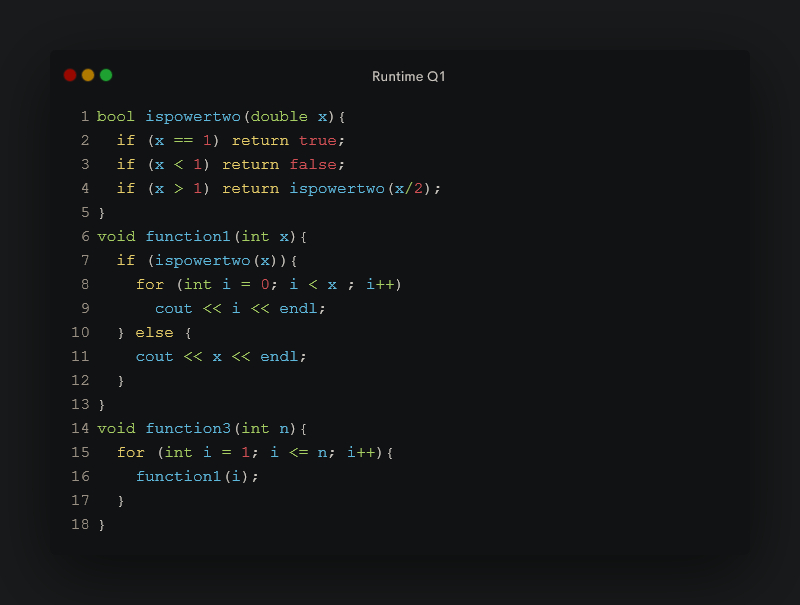 Runtime Q1
1 bool ispowertwo(double x){
2   if (x == 1) return true;
3   if (x < 1) return false;
4   if (x > 1) return ispowertwo(x/2);
5 }
6 void function1(int x){
7   if (ispowertwo(x)){
8     for (int i = 0; i < x ; i++)
9       cout << i << endl;
10   } else {
11     cout << x << endl;
12   }
13 }
14 void function3(int n){
15   for (int i = 1; i <= n; i++){
16     function1(i);
17   }
18 }